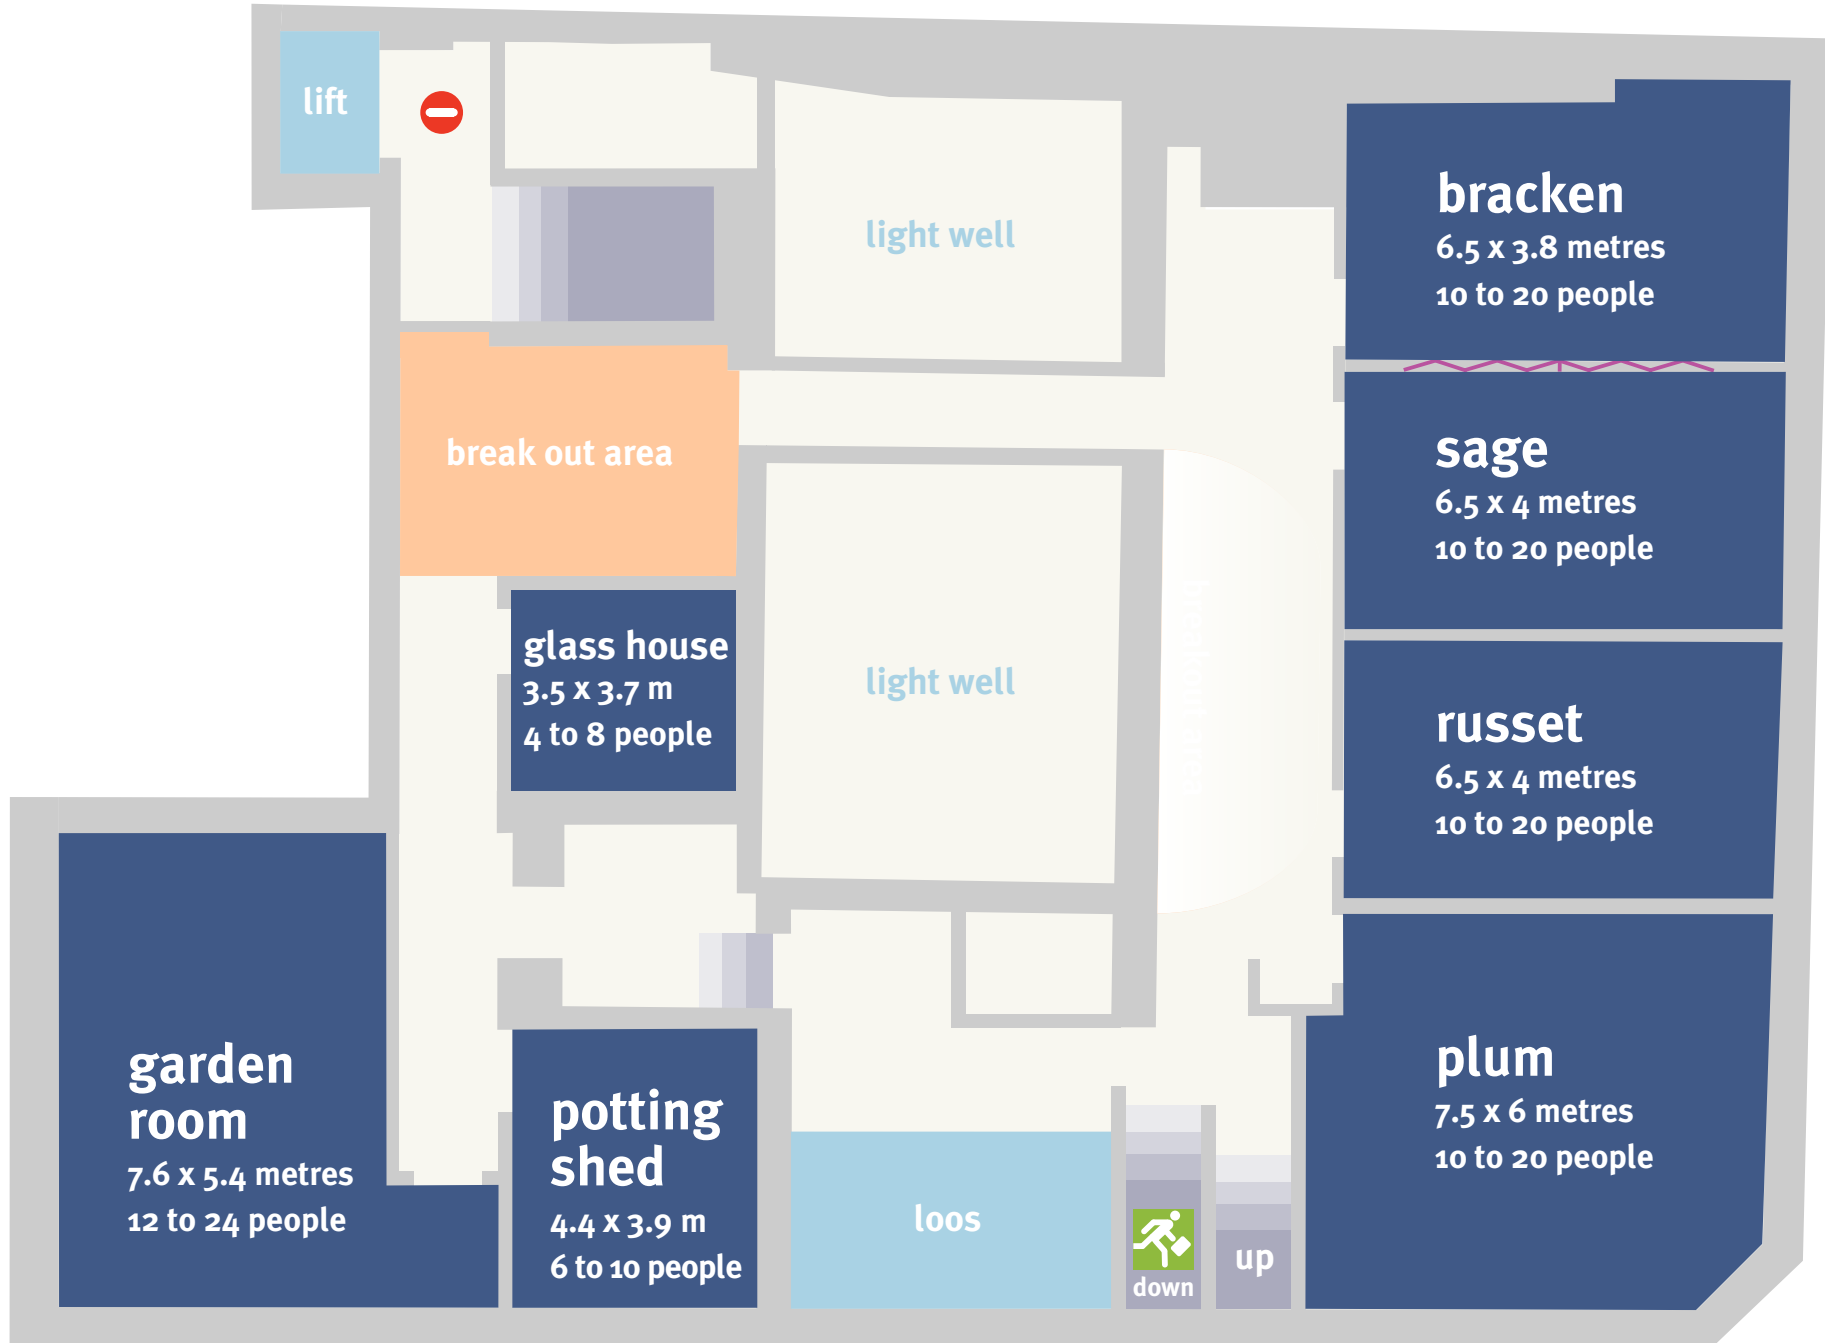 lift
light well
bracken
6.5 x 3.8 metres
10 to 20 people
break out area
sage
6.5 x 4 metres
10 to 20 people
glass house
3.5 x 3.7 m
4 to 8 people
light well
breakout area
russet
6.5 x 4 metres
10 to 20 people
garden
room
7.6 x 5.4 metres
12 to 24 people
potting
shed
4.4 x 3.9 m
6 to 10 people
loos
down
up
plum
7.5 x 6 metres
10 to 20 people